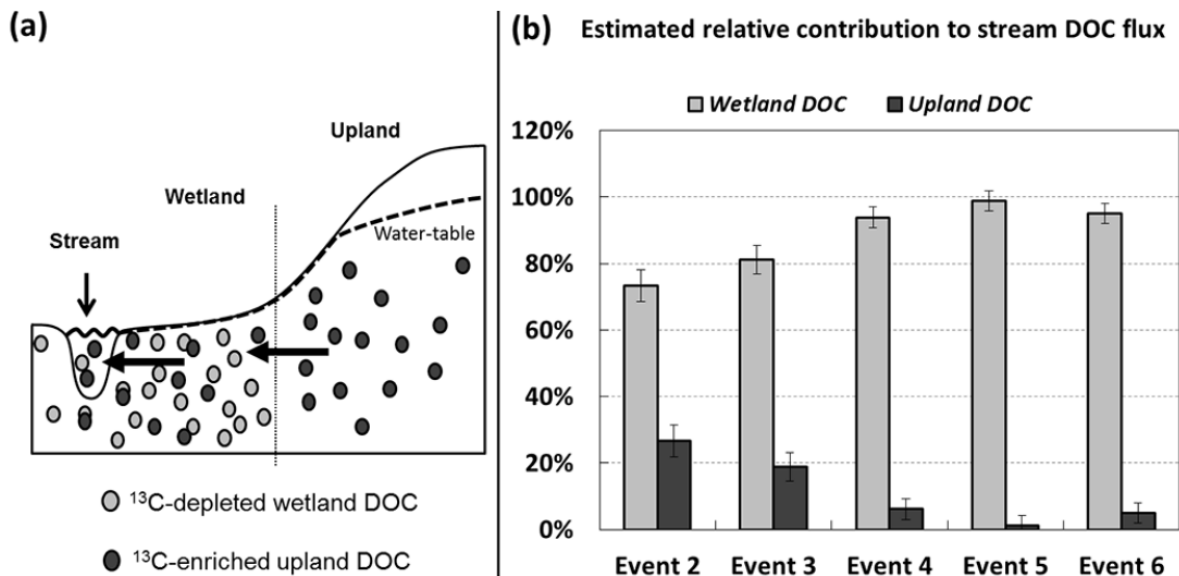 (a)
Upland
Wetland
Water-table
Stream
¹³C-depleted wetland DOC
¹³C-enriched upland DOC
(b) Estimated relative contribution to stream DOC flux
Wetland DOC Upland DOC
120%
100%
80%
60%
40%
20%
0%
Event 2 Event 3 Event 4 Event 5 Event 6